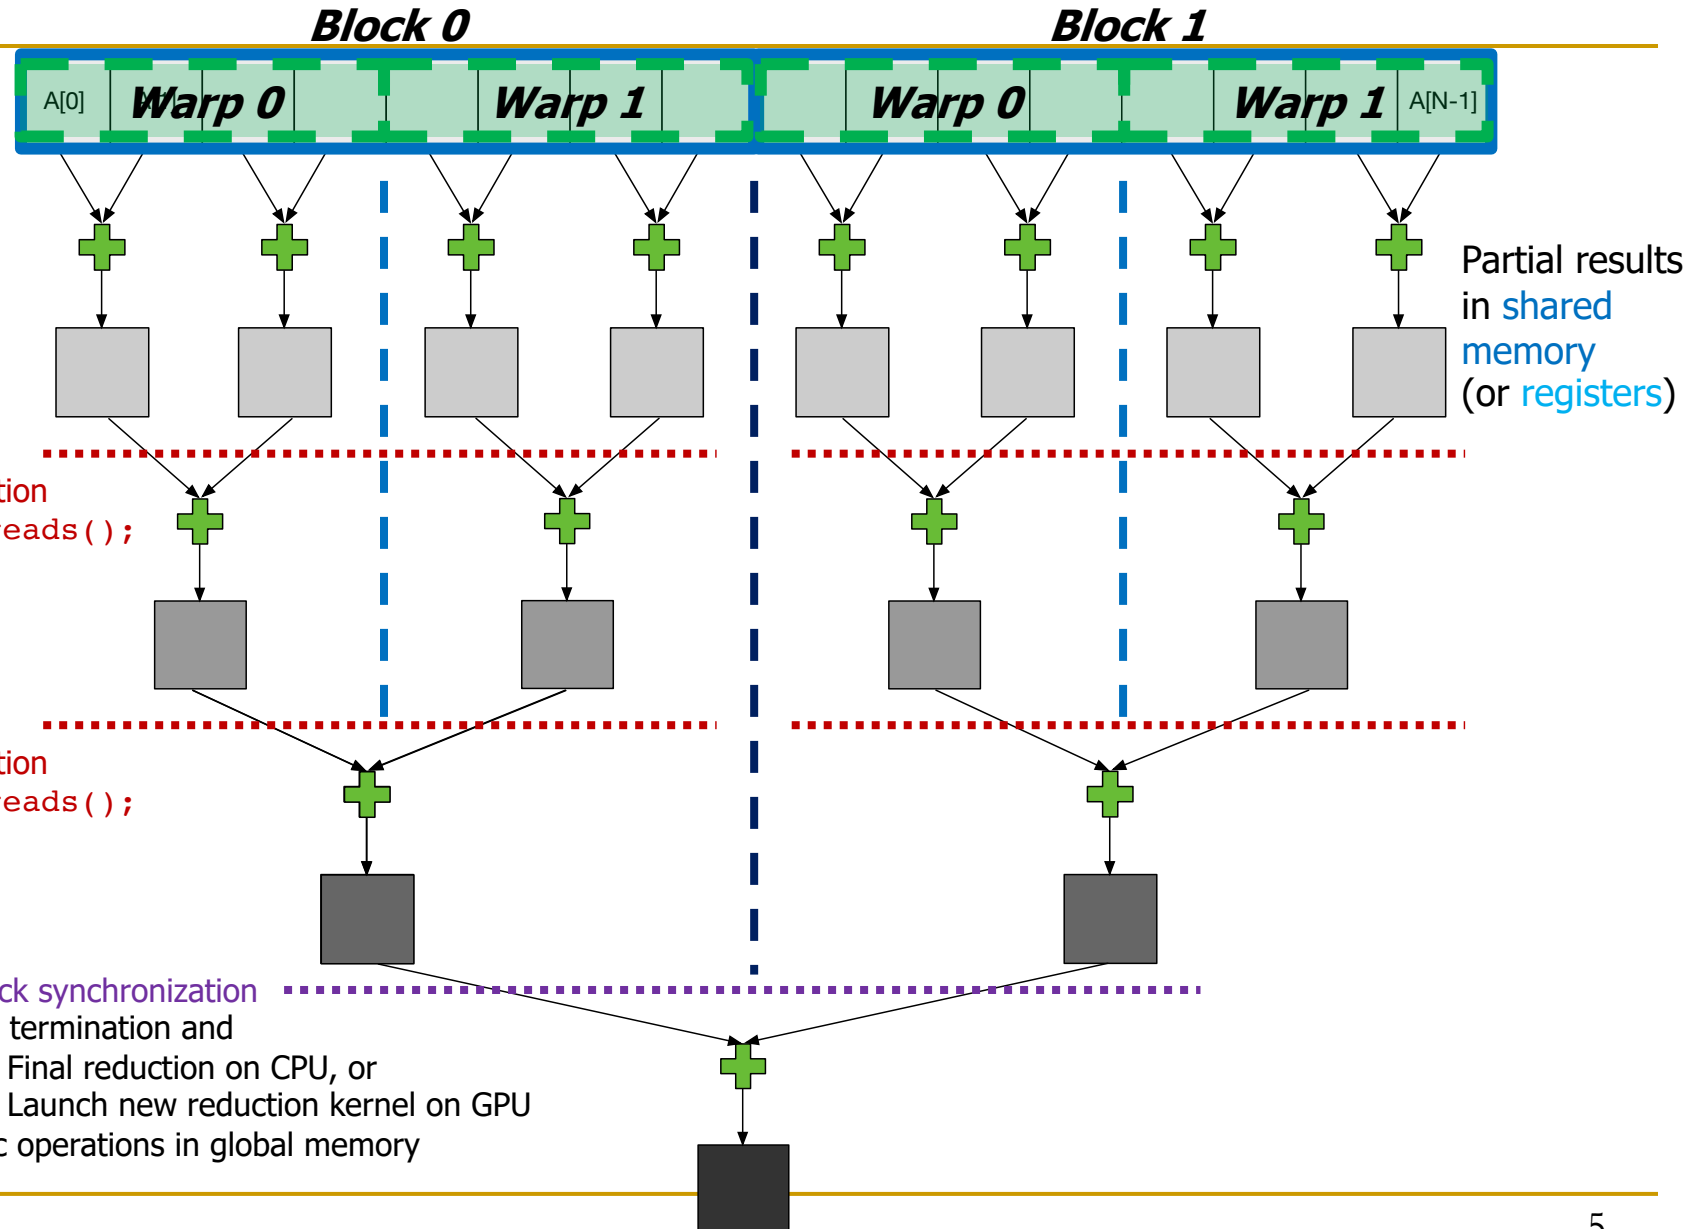 Block 0
Block 1
A[0] Warp 0
Warp 1
Warp 0
Warp 1 A[N-1]
Partial results
in shared
memory
(or registers)
tion
reads();
tion
reads();
ck synchronization
termination and
Final reduction on CPU, or
Launch new reduction kernel on GPU
c operations in global memory
5